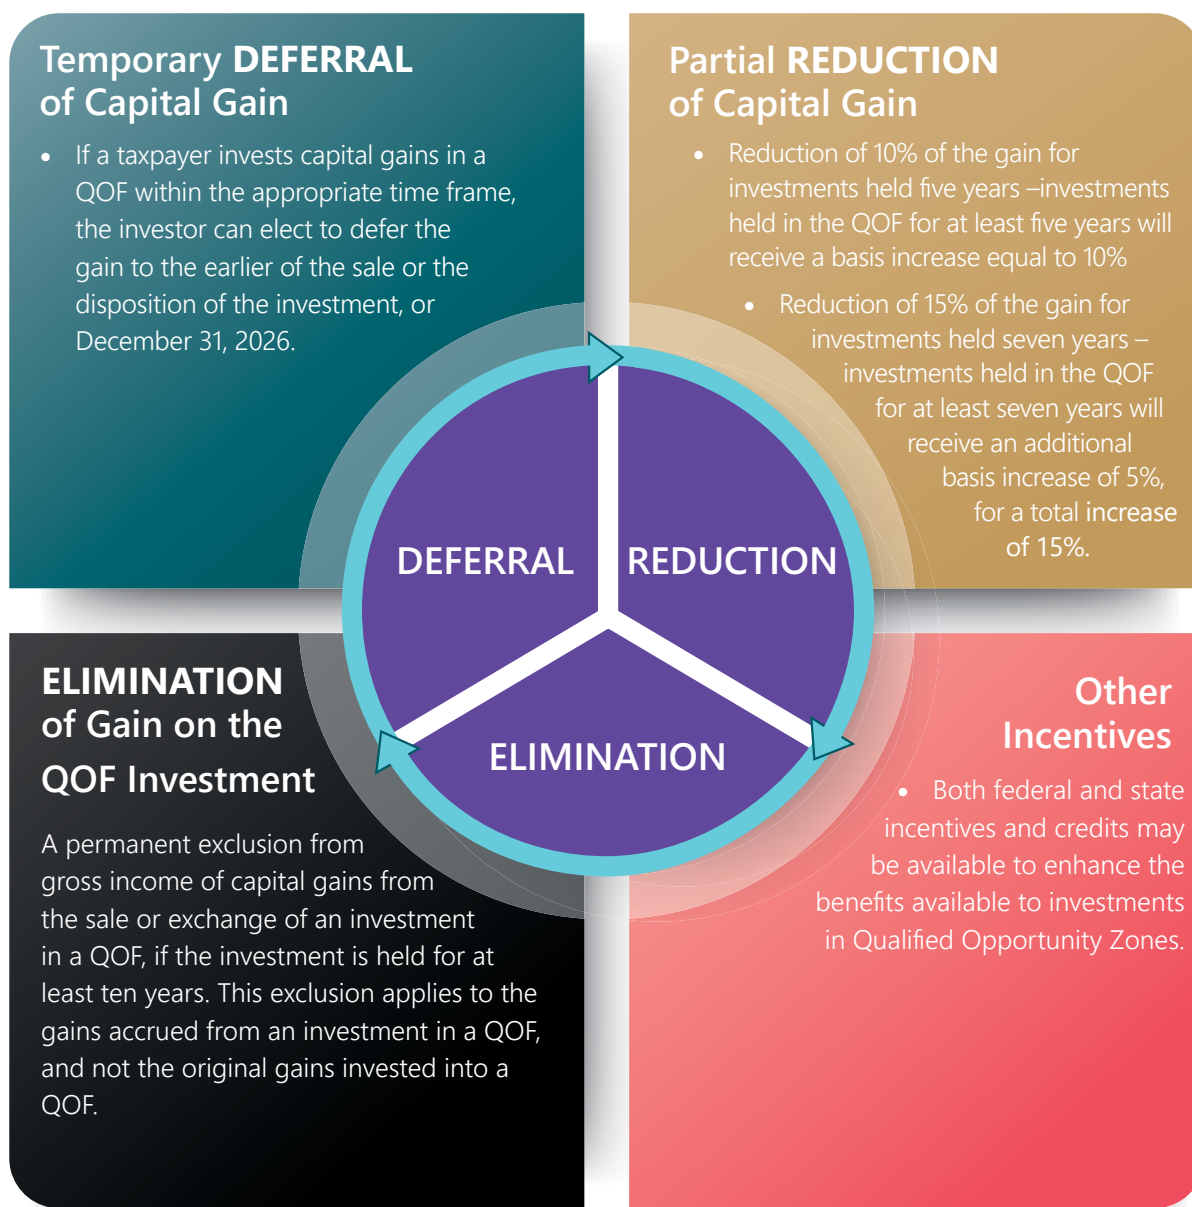 Temporary DEFERRAL
of Capital Gain
• If a taxpayer invests capital gains in a
QOF within the appropriate time frame,
the investor can elect to defer the
gain to the earlier of the sale or the
disposition of the investment, or
December 31, 2026.
Partial REDUCTION
of Capital Gain
• Reduction of 10% of the gain for
investments held five years –investments
held in the QOF for at least five years will
receive a basis increase equal to 10%
• Reduction of 15% of the gain for
investments held seven years –
investments held in the QOF
for at least seven years will
receive an additional
basis increase of 5%,
for a total increase
of 15%.
DEFERRAL
REDUCTION
ELIMINATION
ELIMINATION
of Gain on the
QOF Investment
A permanent exclusion from
gross income of capital gains from
the sale or exchange of an investment
in a QOF, if the investment is held for at
least ten years. This exclusion applies to the
gains accrued from an investment in a QOF,
and not the original gains invested into a
QOF.
Other
Incentives
• Both federal and state
incentives and credits may
be available to enhance the
benefits available to investments
in Qualified Opportunity Zones.